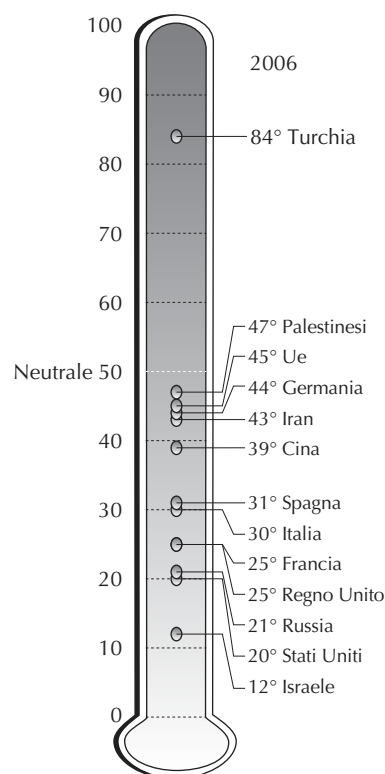 100
2006
90
84° Turchia
80
70
60
47° Palestinesi
45° Ue
Neutrale 50
44° Germania
43° Iran
40
39° Cina
31° Spagna
30
30° Italia
25° Francia
20
25° Regno Unito
21° Russia
10
20° Stati Uniti
12° Israele
0